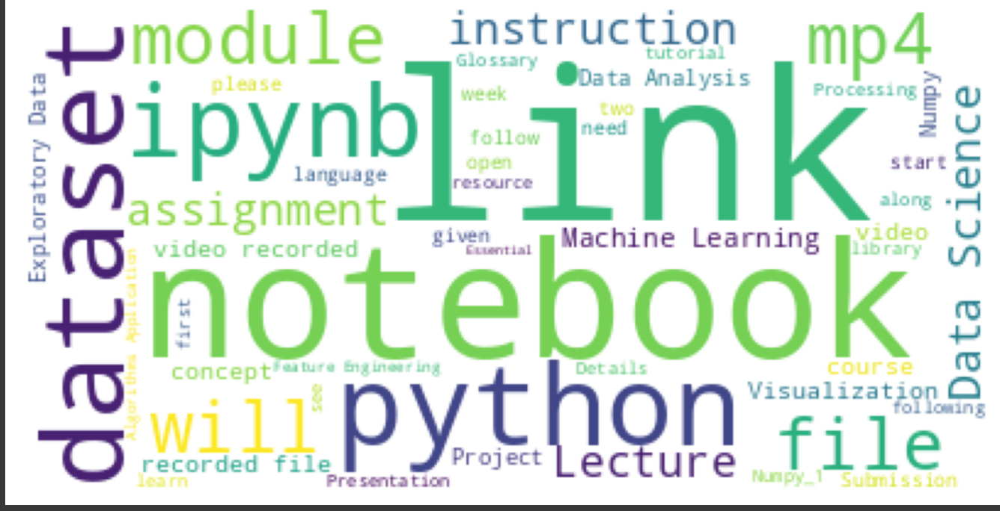 dataset
Exploratory Data
module
instruction
mp4
Glossary
tutorial
please
ipynb
link
Data Analysis
week
two
need
Processing
Numpy
Data Science
follow
open
language
resource
start
along
assignment
given
Essential
Machine Learning
video
library
video recorded
Algorithms Application
notebook
first
concept
Feature Engineering
Details
course
see
will
python
Visualization
following
file
recorded file
Project
Lecture
learn
Presentation
Numpy_1
Submission